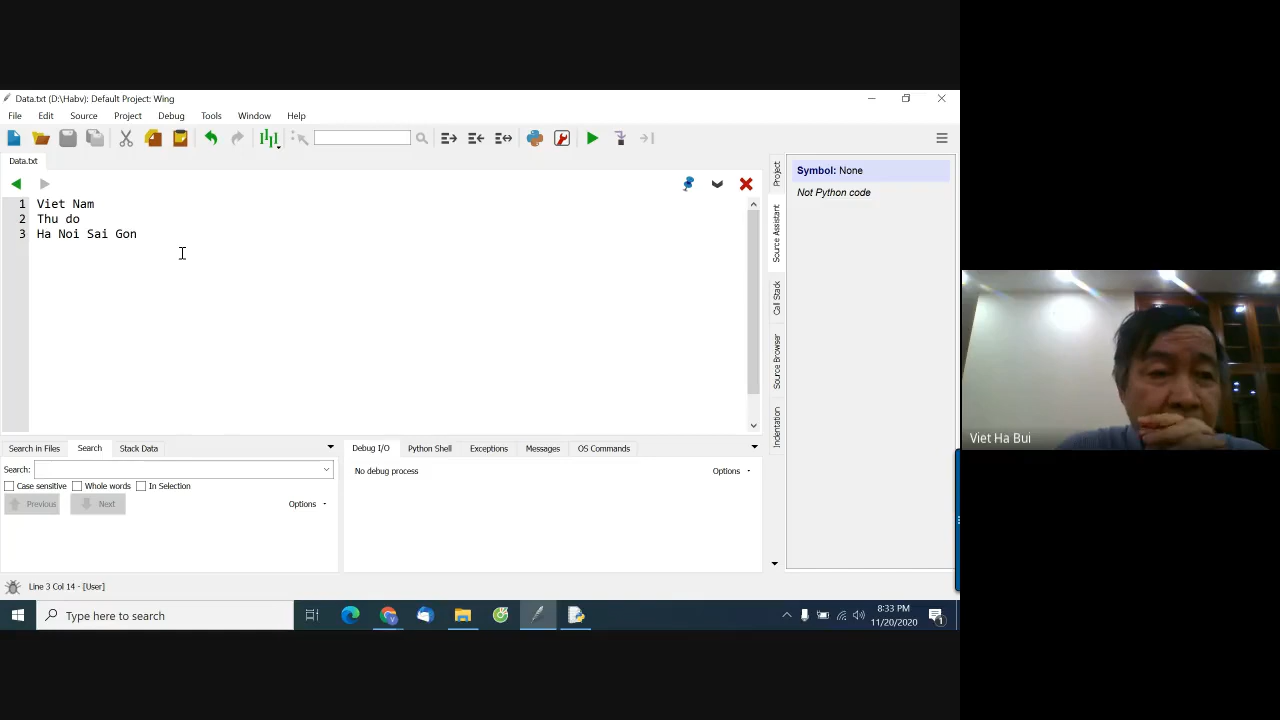 Data.txt (D:\Habv): Default Project: Wing
File Edit Source Project Debug Tools Window Help
Data.txt
1 Viet Nam
2 Thu do
3 Ha Noi Sai Gon
Project
Source Assistant
Call Stack
Source Browser
Indentation
Symbol: None
Not Python code
Search in Files Search Stack Data
Search:
Case sensitive Whole words In Selection
Previous Next Options
Debug I/O Python Shell Exceptions Messages OS Commands
No debug process Options
Line 3 Col 14 - [User]
Type here to search
8:33 PM
11/20/2020
1
Viet Ha Bui